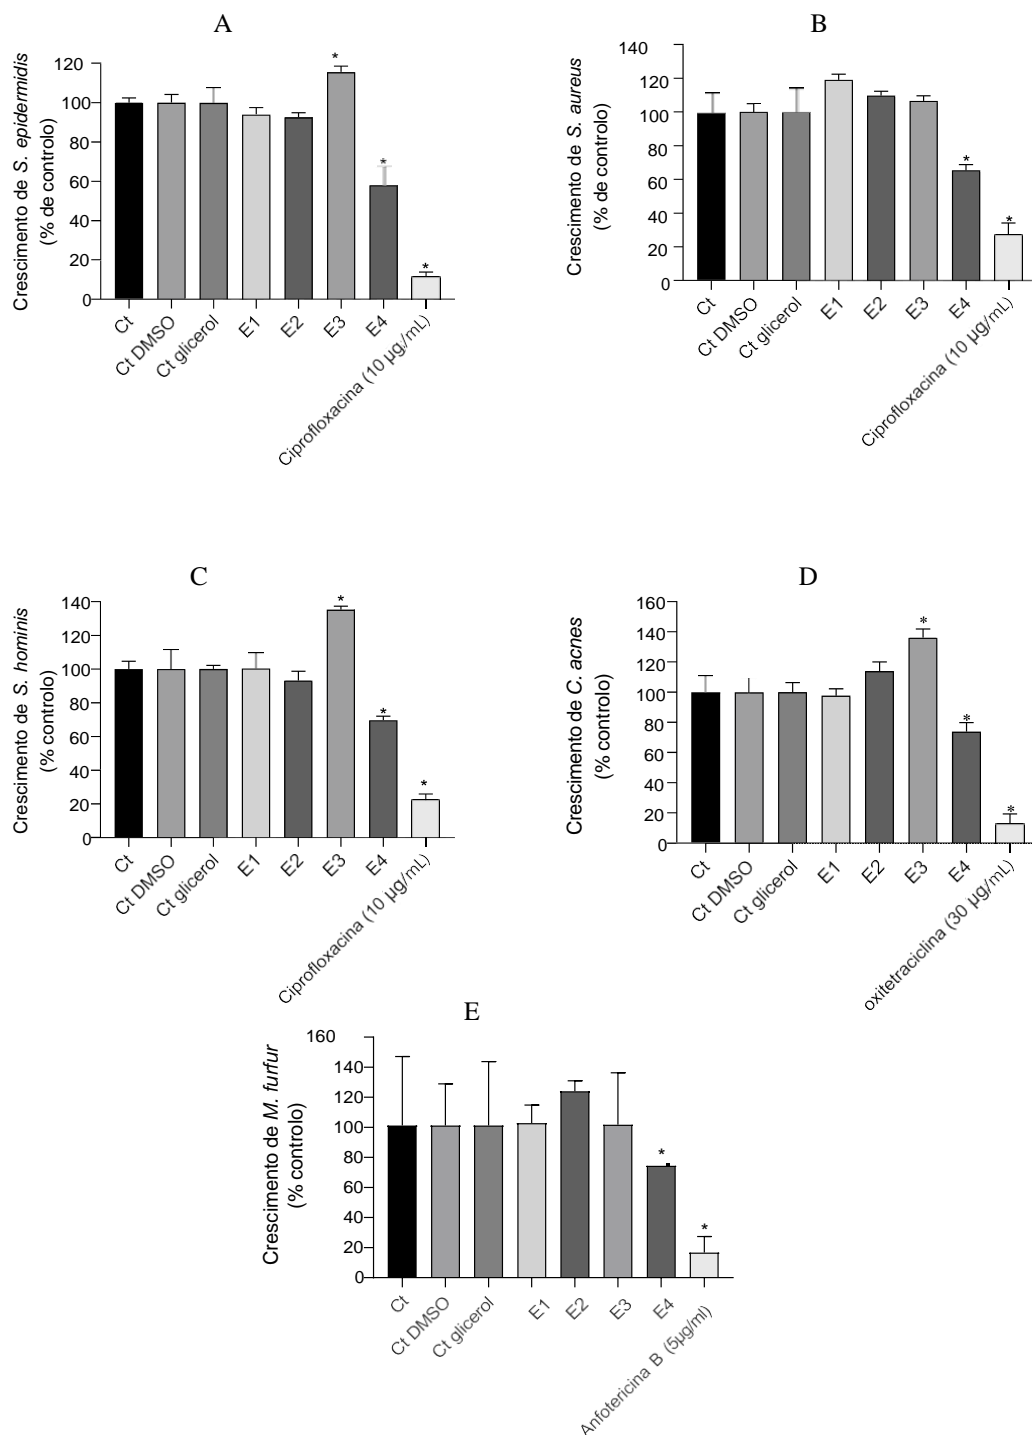 A
Crescimento de S. epidermidis
(% de controlo)
120
100
80
60
40
20
0
*
*
*
Ct
Ct DMSO
Ct glicerol
E1
E2
E3
E4
Ciprofloxacina (10 µg/mL)
B
Crescimento de S. aureus
(% de controlo)
140
120
100
80
60
40
20
0
*
*
Ct
Ct DMSO
Ct glicerol
E1
E2
E3
E4
Ciprofloxacina (10 µg/mL)
C
Crescimento de S. hominis
(% controlo)
140
120
100
80
60
40
20
0
*
*
*
Ct
Ct DMSO
Ct glicerol
E1
E2
E3
E4
Ciprofloxacina (10 µg/mL)
D
Crescimento de C. acnes
(% controlo)
160
140
120
100
80
60
40
20
0
*
*
*
Ct
Ct DMSO
Ct glicerol
E1
E2
E3
E4
oxitetraciclina (30 µg/mL)
E
Crescimento de M. furfur
(% controlo)
160
140
120
100
80
60
40
20
0
*
*
Ct
Ct DMSO
Ct glicerol
E1
E2
E3
E4
Anfotericina B (5µg/ml)